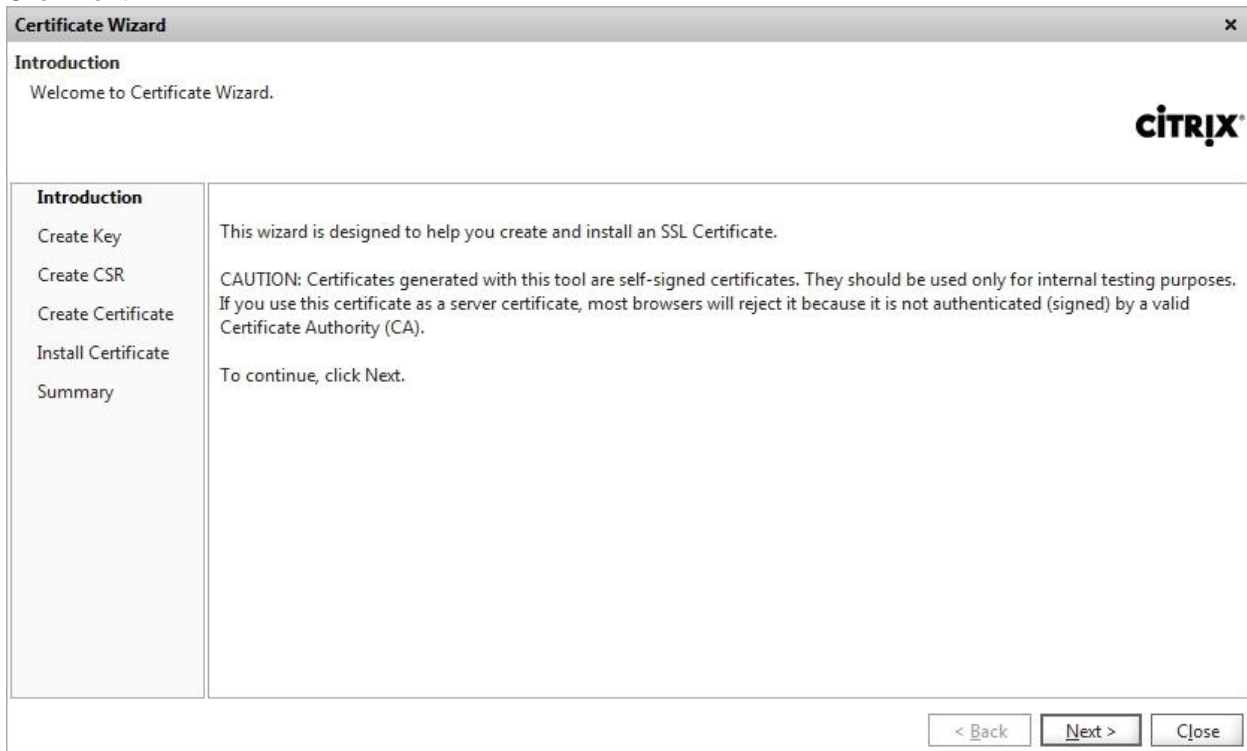 Certificate Wizard
×
Introduction
Welcome to Certificate Wizard.
CİTRỊX®
Introduction
Create Key
Create CSR
Create Certificate
Install Certificate
Summary
This wizard is designed to help you create and install an SSL Certificate.
CAUTION: Certificates generated with this tool are self-signed certificates. They should be used only for internal testing purposes.
If you use this certificate as a server certificate, most browsers will reject it because it is not authenticated (signed) by a valid
Certificate Authority (CA).
To continue, click Next.
< Back
Next >
Close